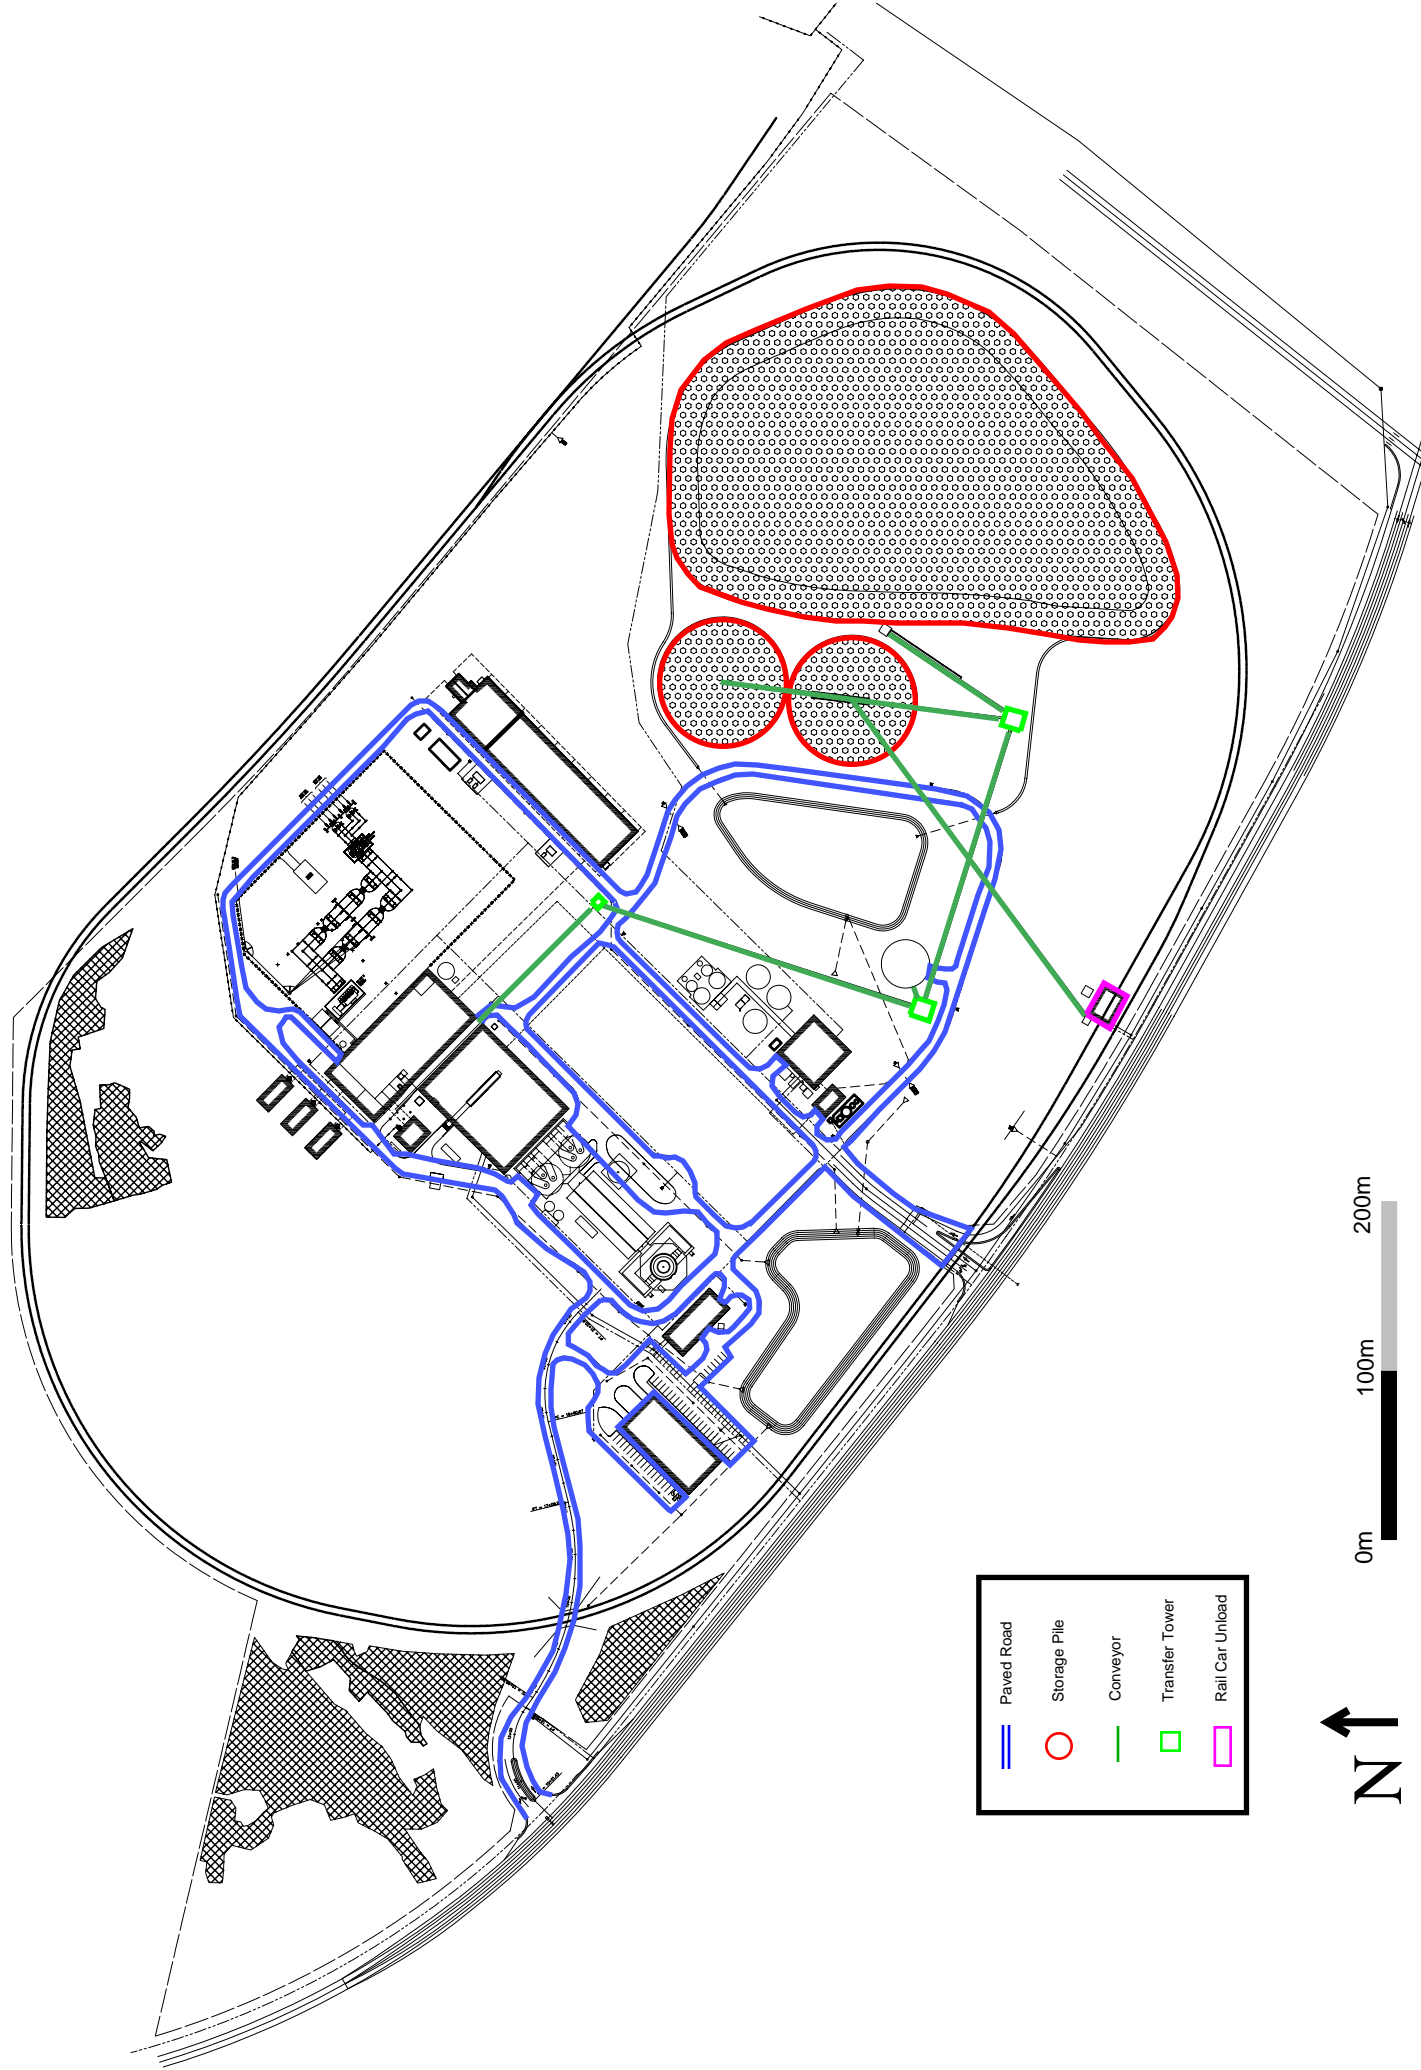 Paved Road
Storage Pile
Conveyor
Transfer Tower
Rail Car Unload
0m
100m
200m
N